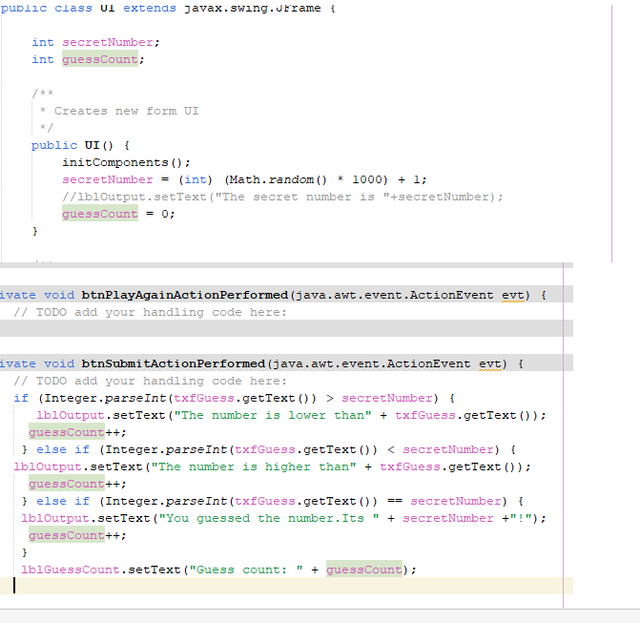 public class UI extends javax.swing.JFrame {
int secretNumber;
int guessCount;
/**
* Creates new form UI
*/
public UI() {
initComponents();
secretNumber = (int) (Math.random() * 1000) + 1;
//lblOutput.setText("The secret number is "+secretNumber);
guessCount = 0;
}
ivate void btnPlayAgainActionPerformed(java.awt.event.ActionEvent evt) {
// TODO add your handling code here:
ivate void btnSubmitActionPerformed(java.awt.event.ActionEvent evt) {
// TODO add your handling code here:
if (Integer.parseInt(txfGuess.getText()) > secretNumber) {
lblOutput.setText("The number is lower than" + txfGuess.getText());
guessCount++;
} else if (Integer.parseInt(txfGuess.getText()) < secretNumber) {
lblOutput.setText("The number is higher than" + txfGuess.getText());
guessCount++;
} else if (Integer.parseInt(txfGuess.getText()) == secretNumber) {
lblOutput.setText("You guessed the number.Its " + secretNumber +"!");
guessCount++;
}
lblGuessCount.setText("Guess count: " + guessCount);